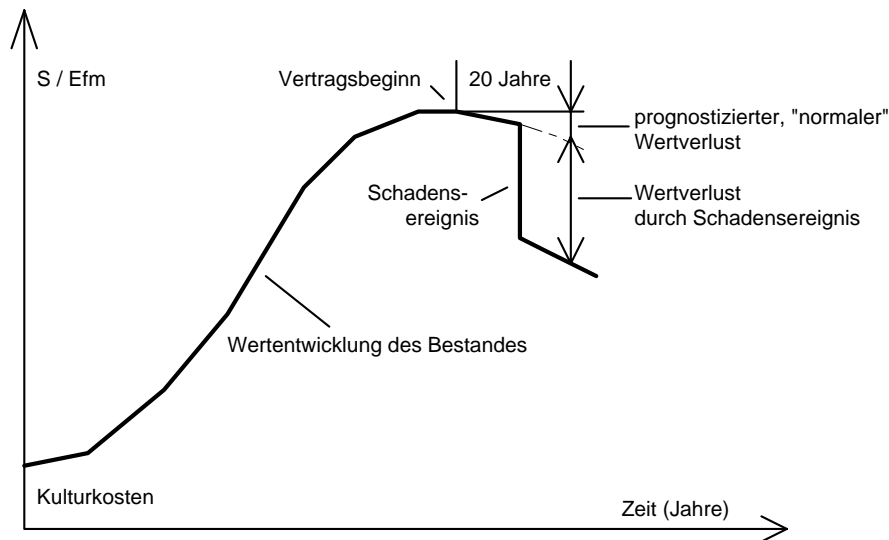 S / Efm
Vertragsbeginn
20 Jahre
prognostizierter, "normaler"
Wertverlust
Schadens-
ereignis
Wertverlust
durch Schadensereignis
Wertentwicklung des Bestandes
Kulturkosten
Zeit (Jahre)